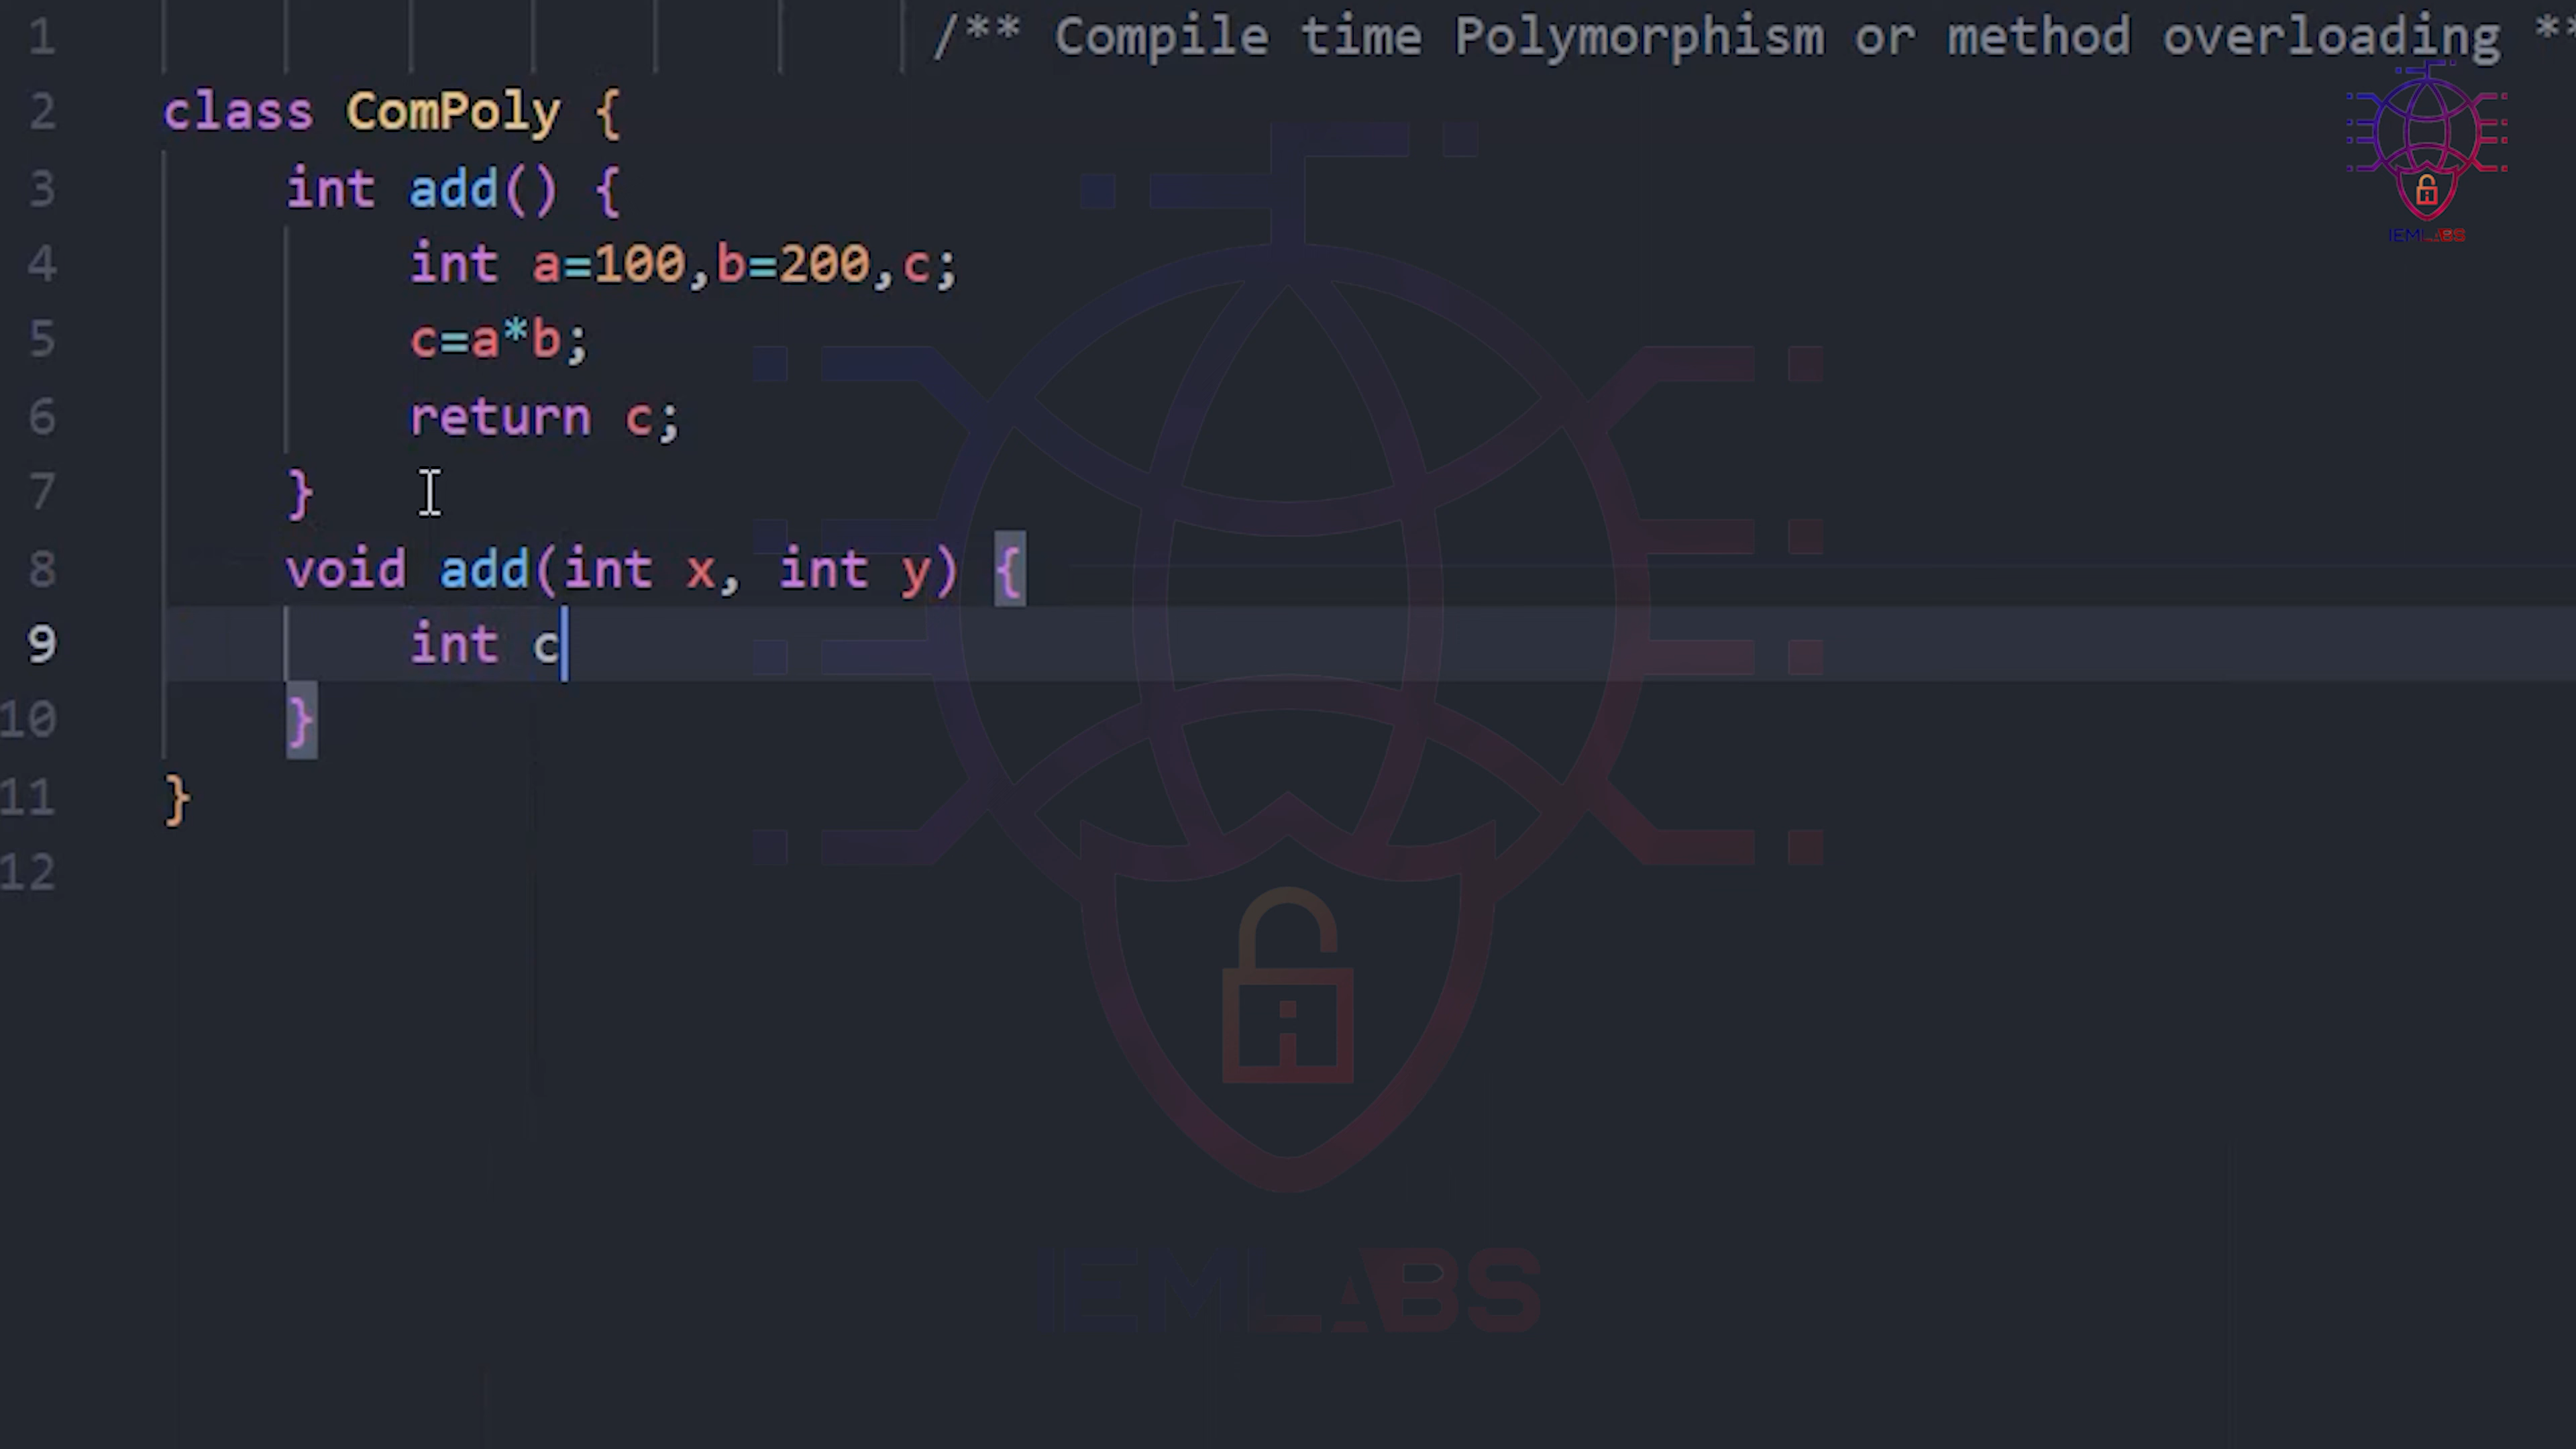 1 /** Compile time Polymorphism or method overloading **
2 class ComPoly {
3 int add() {
4 int a=100,b=200,c;
5 c=a*b;
6 return c;
7 }
8 void add(int x, int y) {
9 int c
10 }
11 }
12
IEMLABS
IEMLABS